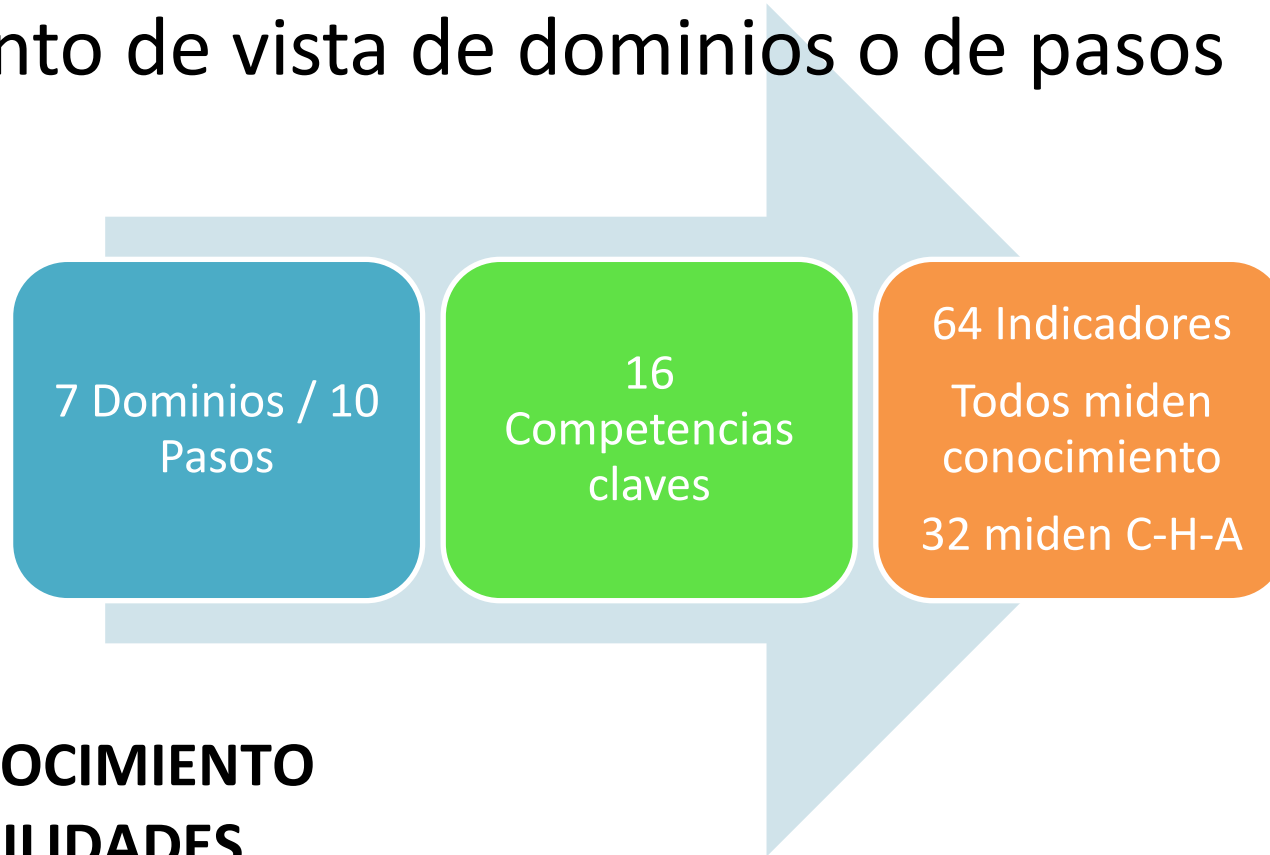 nto de vista de dominios o de pasos
7 Dominios / 10
Pasos
16
Competencias
claves
64 Indicadores
Todos miden
conocimiento
32 miden C-H-A
OCIMIENTO
ILIDADES